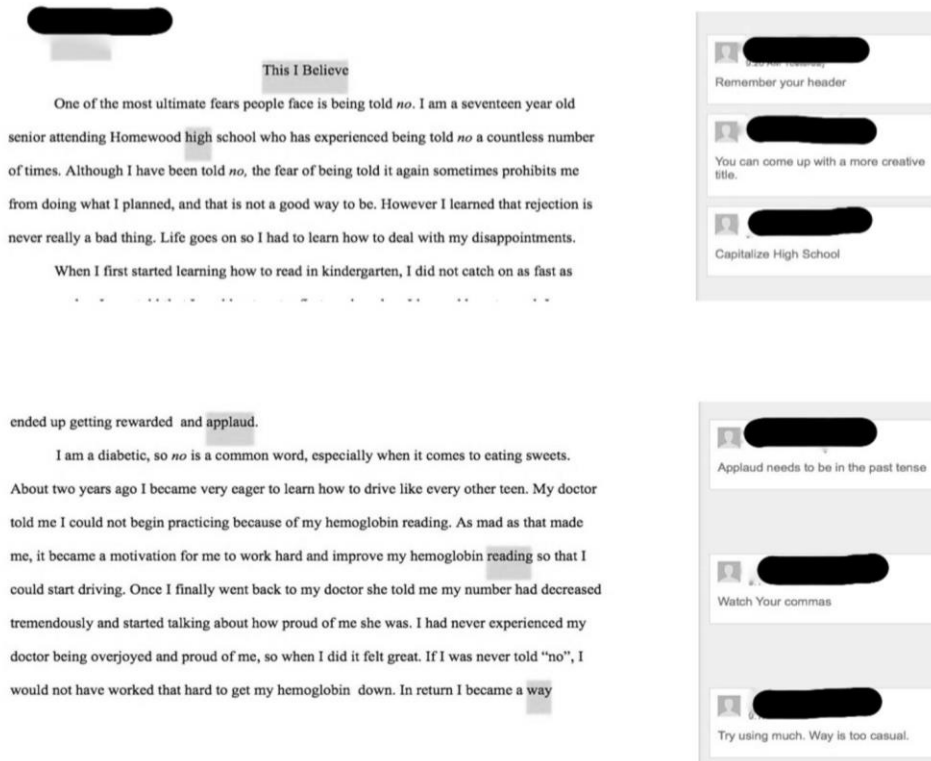 This I Believe
One of the most ultimate fears people face is being told no. I am a seventeen year old
senior attending Homewood high school who has experienced being told no a countless number
of times. Although I have been told no, the fear of being told it again sometimes prohibits me
from doing what I planned, and that is not a good way to be. However I learned that rejection is
never really a bad thing. Life goes on so I had to learn how to deal with my disappointments.
When I first started learning how to read in kindergarten, I did not catch on as fast as
Remember your header
You can come up with a more creative
title.
Capitalize High School
ended up getting rewarded and applaud.
I am a diabetic, so no is a common word, especially when it comes to eating sweets.
About two years ago I became very eager to learn how to drive like every other teen. My doctor
told me I could not begin practicing because of my hemoglobin reading. As mad as that made
me, it became a motivation for me to work hard and improve my hemoglobin reading so that I
could start driving. Once I finally went back to my doctor she told me my number had decreased
tremendously and started talking about how proud of me she was. I had never experienced my
doctor being overjoyed and proud of me, so when I did it felt great. If I was never told “no”, I
would not have worked that hard to get my hemoglobin down. In return I became a way
Applaud needs to be in the past tense
Watch Your commas
Try using much. Way is too casual.